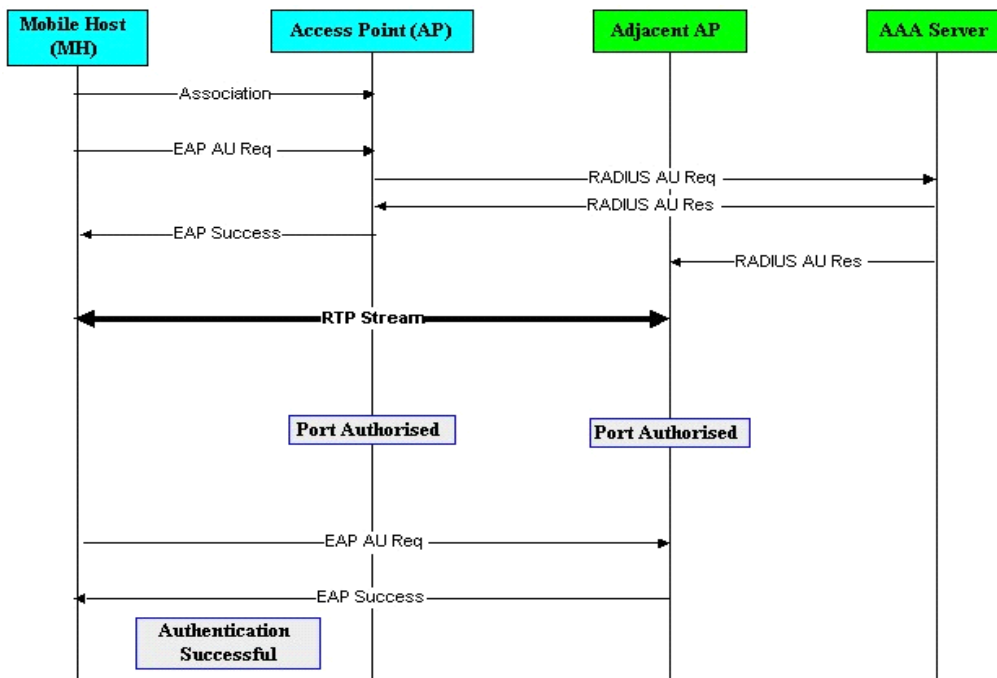 Mobile Host
(MH)
Access Point (AP)
Adjacent AP
AAA Server
Association
EAP AU Req
RADIUS AU Req
RADIUS AU Res
EAP Success
RADIUS AU Res
RTP Stream
Port Authorised
Port Authorised
EAP AU Req
EAP Success
Authentication
Successful